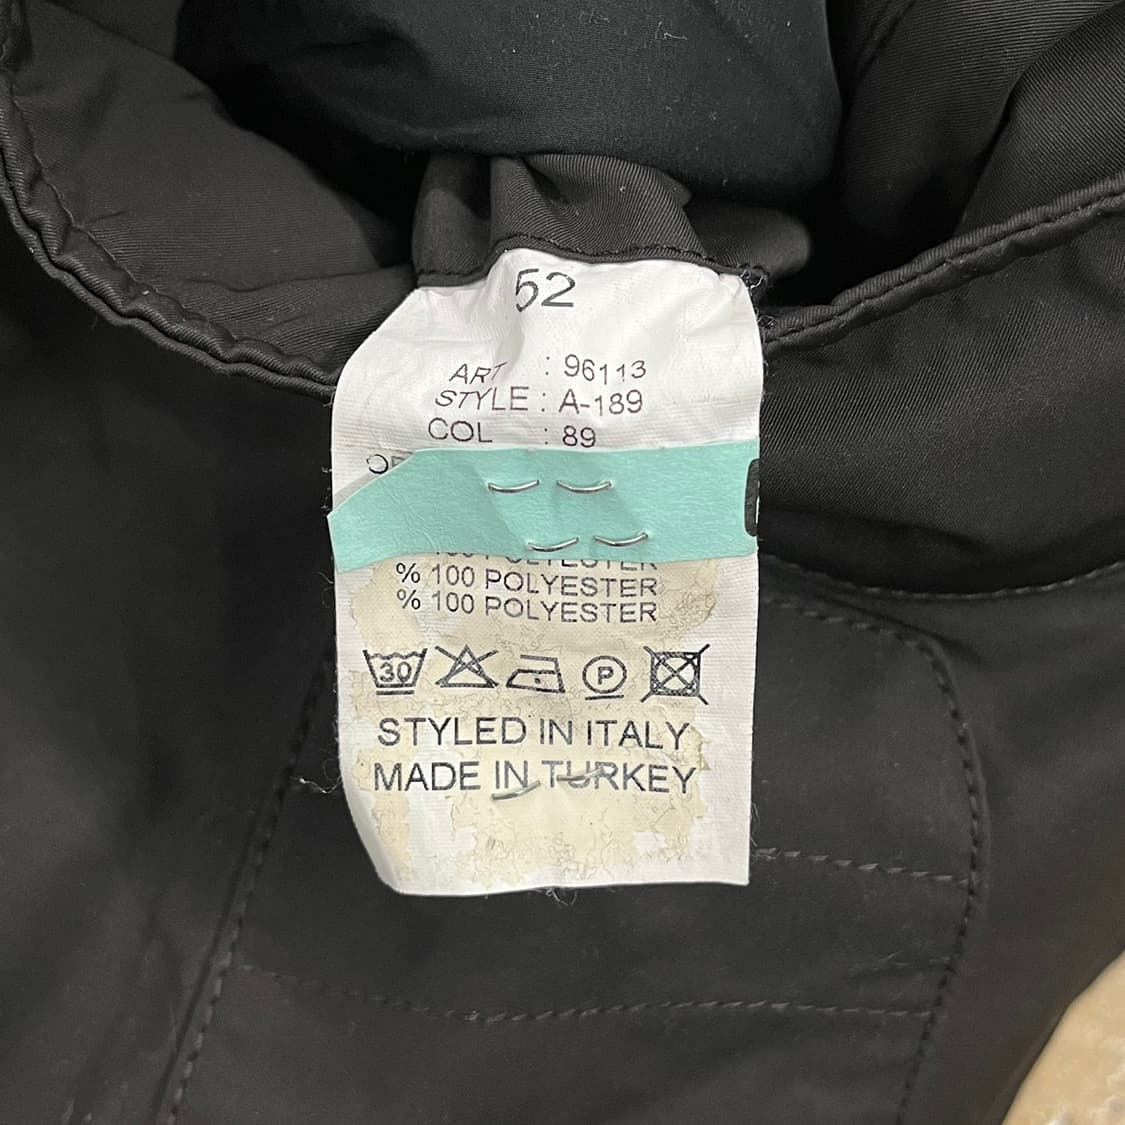 52
ART : 96113
STYLE : A-189
COL : 89
% 100 POLYESTER
% 100 POLYESTER
30
P
STYLED IN ITALY
MADE IN TURKEY